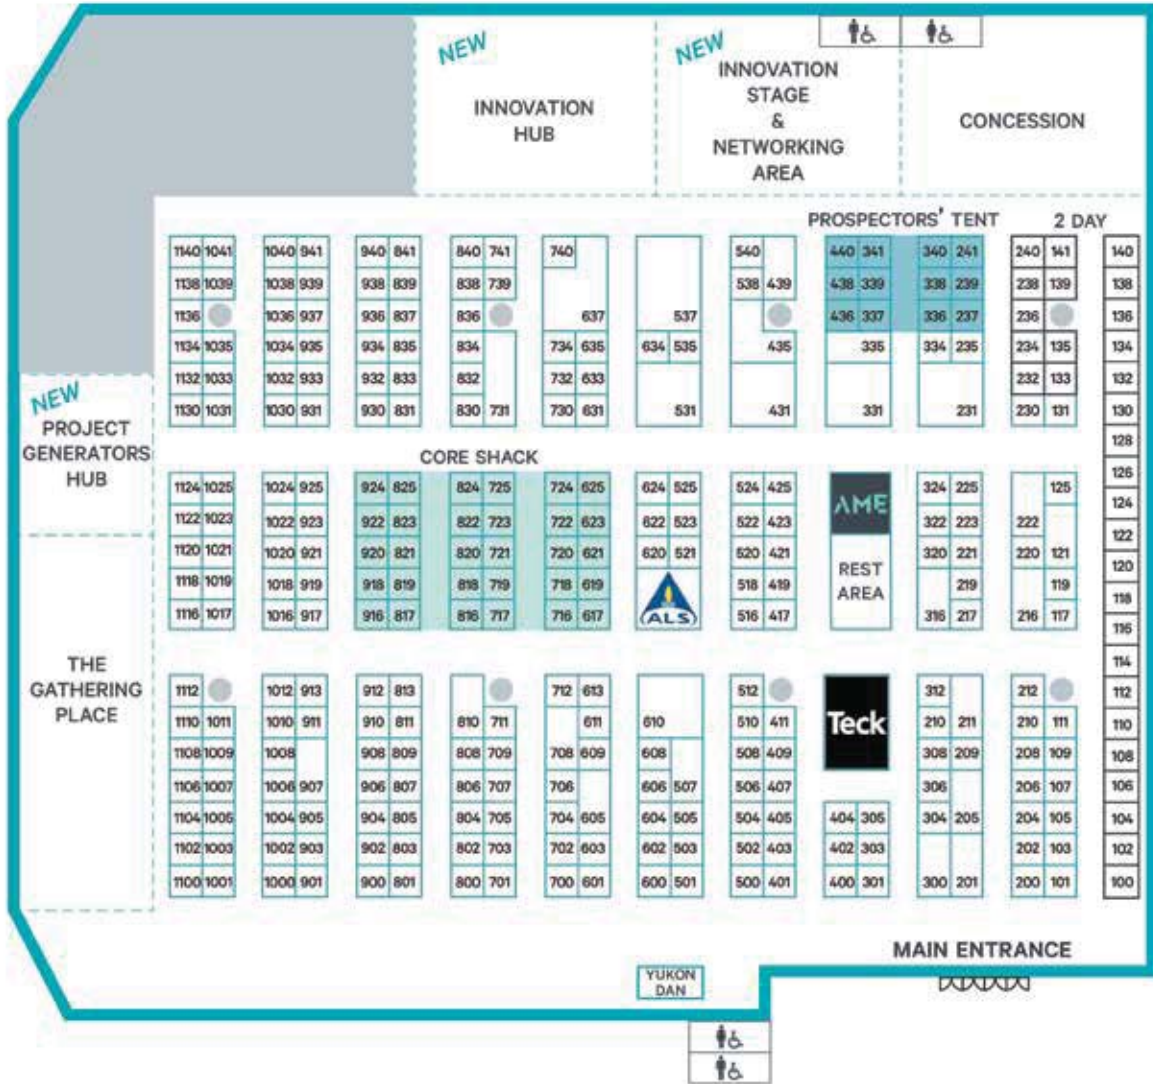 NEW
INNOVATION
HUB
NEW
INNOVATION
STAGE
&
NETWORKING
AREA
CONCESSION
PROSPECTORS' TENT
2 DAY
1140 1041 1040 941 940 841 840 741 740 540 440 341 340 241 240 141 140
1138 1039 1038 939 938 839 838 739 538 439 438 339 338 239 238 139 138
1136 1036 937 936 837 836 637 537 436 337 336 237 236 136
1134 1035 1034 935 934 835 834 734 635 634 535 435 335 334 235 234 135 134
1132 1033 1032 933 932 833 832 732 633 232 133 132
1130 1031 1030 931 930 831 830 731 730 631 531 431 331 231 230 131 130
128
NEW
PROJECT
GENERATORS
HUB
CORE SHACK
126
1124 1025 1024 925 924 825 824 725 724 625 624 525 524 425 AME 324 225 125
124
1122 1023 1022 923 922 823 822 723 722 623 622 523 522 423 322 223 222
122
1120 1021 1020 921 920 821 820 721 720 621 620 521 520 421 320 221 220 121
120
REST
AREA
1118 1019 1018 919 918 819 818 719 718 619 ALS 518 419 219 119
118
1116 1017 1016 917 916 817 816 717 716 617 516 417 316 217 216 117
116
114
THE
GATHERING
PLACE
1112 1012 913 912 813 712 613 512 312 212 112
1110 1011 1010 911 910 811 810 711 611 610 510 411 Teck 210 211 210 111 110
1108 1009 1008 908 809 808 709 708 609 608 508 409 308 209 208 109 108
1106 1007 1006 907 906 807 806 707 706 606 507 506 407 306 206 107 106
1104 1005 1004 905 904 805 804 705 704 605 604 505 504 405 404 305 304 205 204 105 104
1102 1003 1002 903 902 803 802 703 702 603 602 503 502 403 402 303 202 103 102
1100 1001 1000 901 900 801 800 701 700 601 600 501 500 401 400 301 300 201 200 101 100
MAIN ENTRANCE
YUKON
DAN